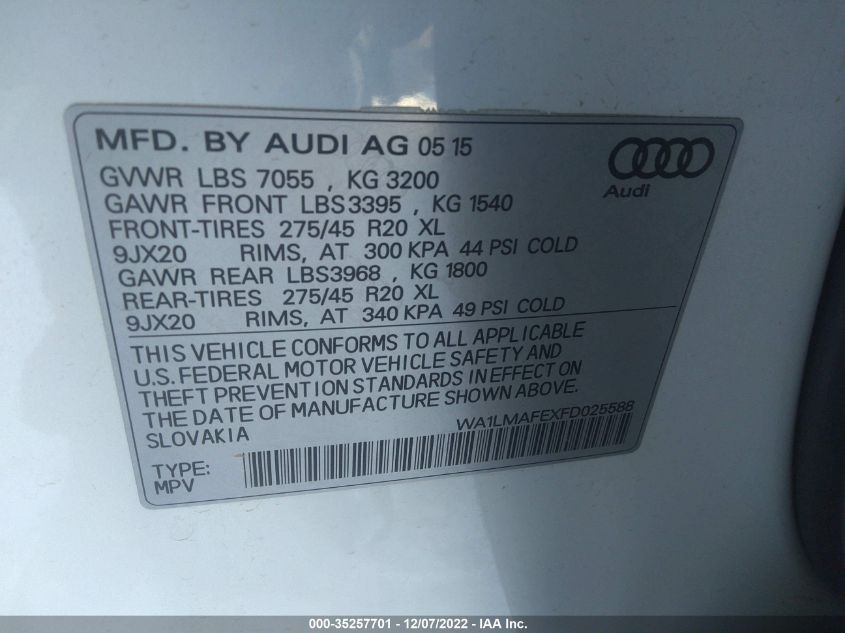 MFD. BY AUDI AG 05 15
Audi
GVWR LBS 7055 , KG 3200
GAWR FRONT LBS3395 , KG 1540
FRONT-TIRES 275/45 R20 XL
9JX20 RIMS, AT 300 KPA 44 PSI COLD
GAWR REAR LBS3968 , KG 1800
REAR-TIRES 275/45 R20 XL
9JX20 RIMS, AT 340 KPA 49 PSI COLD
THIS VEHICLE CONFORMS TO ALL APPLICABLE
U.S. FEDERAL MOTOR VEHICLE SAFETY AND
THEFT PREVENTION STANDARDS IN EFFECT ON
THE DATE OF MANUFACTURE SHOWN ABOVE.
SLOVAKIA
WA1LMAFEXFD025588
TYPE:
MPV
000-35257701 - 12/07/2022 - WA1LMAFEXFD025588